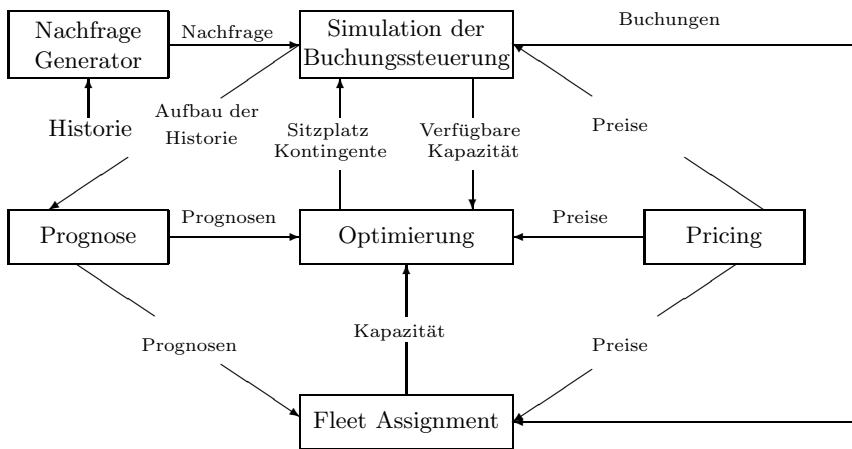 Buchungen
Nachfrage
Generator
Nachfrage
Simulation der
Buchungssteuerung
Aufbau der
Historie
Historie
Sitzplatz
Kontingente
Verfügbare
Kapazität
Preise
Prognose
Prognosen
Optimierung
Preise
Pricing
Prognosen
Kapazität
Preise
Fleet Assignment